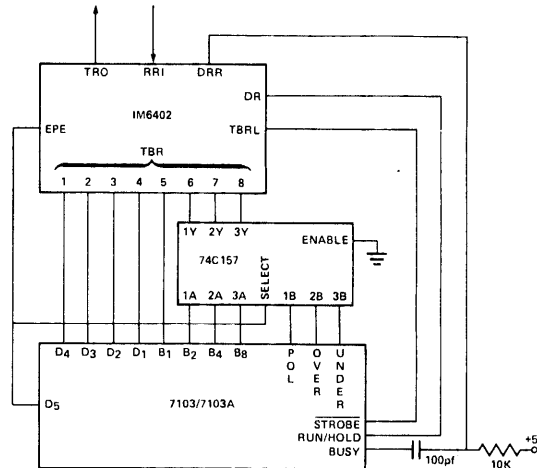 TRO RRI DRR
IM6402
DR
TBRL
EPE
TBR
1 2 3 4 5 6 7 8
1Y 2Y 3Y
ENABLE
74C157
SELECT
1A 2A 3A 1B 2B 3B
D4 D3 D2 D1 B1 B2 B4 B8
POL
OVER
UNDER
7103/7103A
D5
STROBE
RUN/HOLD
BUSY
100pf
10K
+5